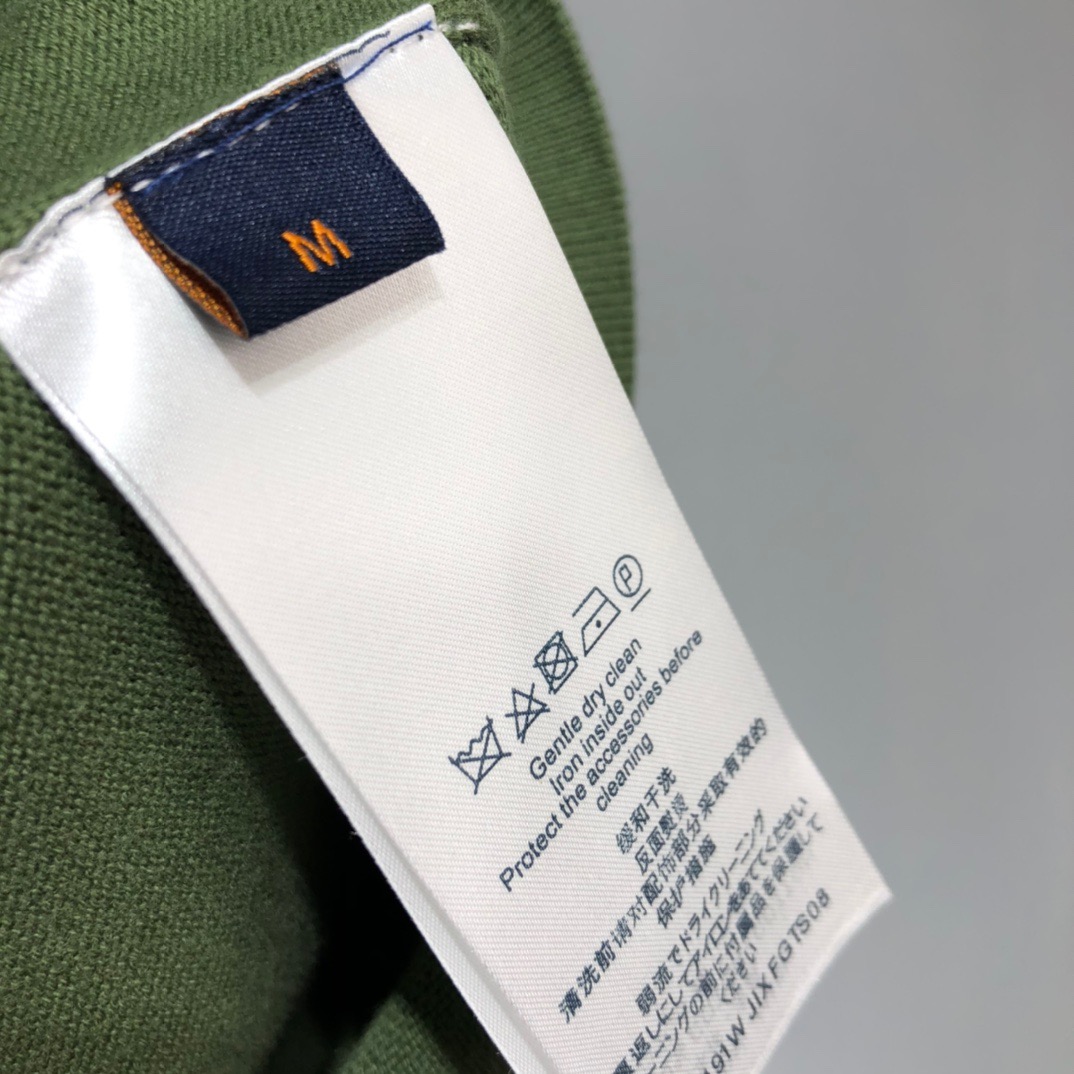 M
P
Gentle dry clean
Iron inside out
Protect the accessories before
cleaning
缓和干洗
反面熨烫
清洗前请对配饰部分采取有效的
保护措施
弱流でドライクリーニング
裏返しにしてアイロンをあててください
ニングの前に付属品を保護して
ください
191W JIXFGTS08